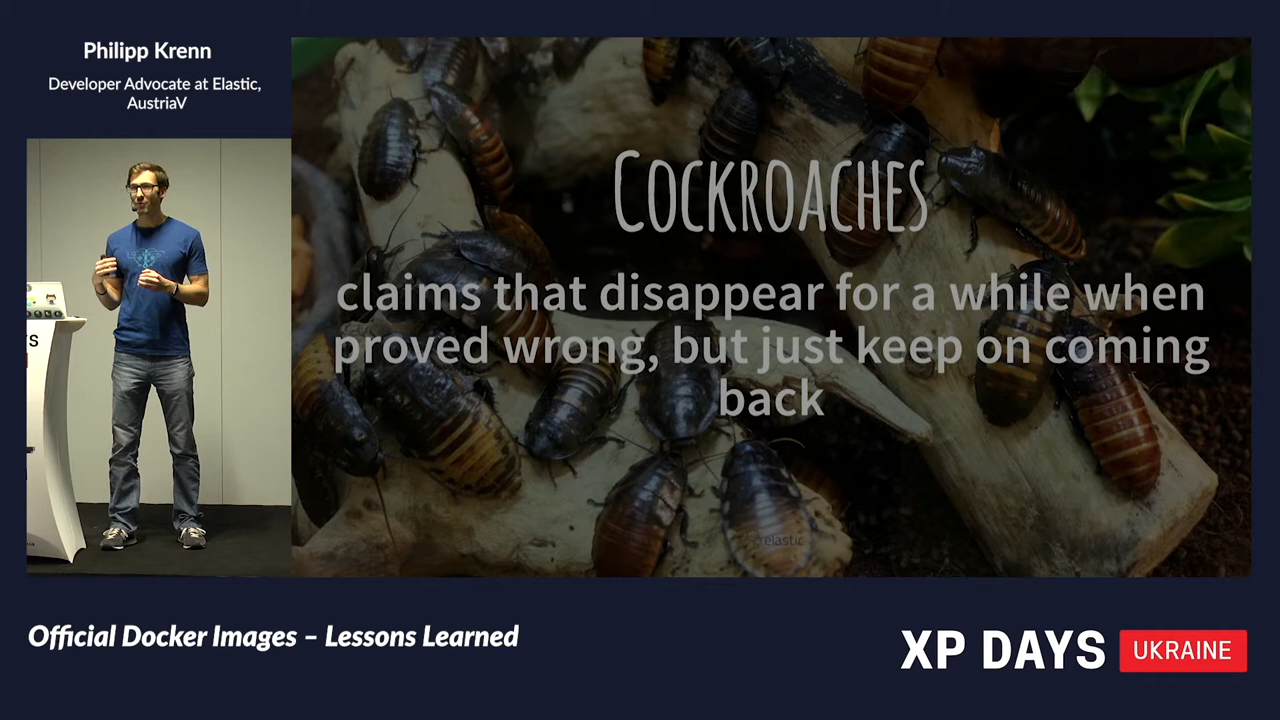 Philipp Krenn
Developer Advocate at Elastic,
AustriaV
COCKROACHES
claims that disappear for a while when
proved wrong, but just keep on coming
back
elastic
Official Docker Images – Lessons Learned
XP DAYS UKRAINE